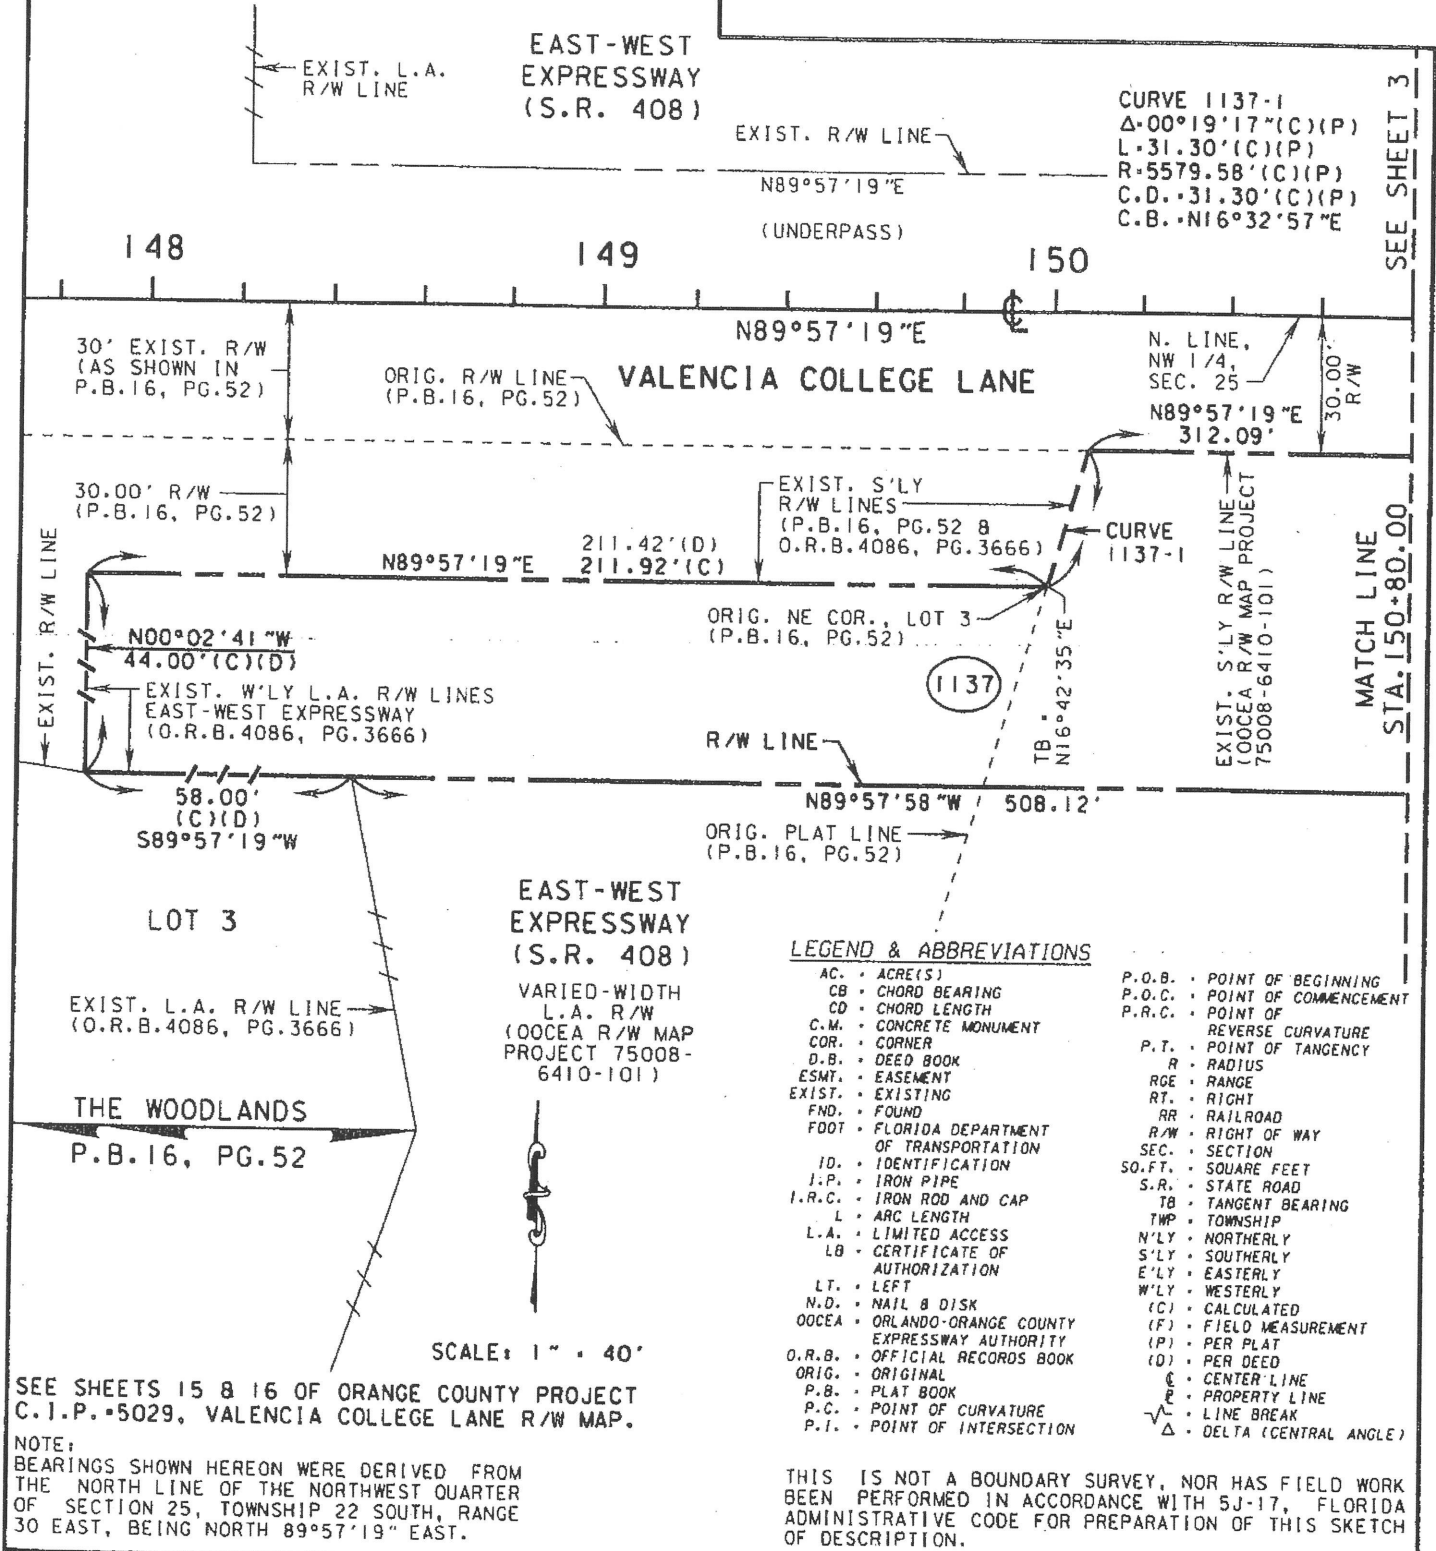 EAST-WEST
EXPRESSWAY
(S.R. 408)
EXIST. L.A.
R/W LINE
EXIST. R/W LINE
N89°57'19"E
(UNDERPASS)
CURVE 1137-1
Δ=00°19'17"(C)(P)
L=31.30'(C)(P)
R=5579.58'(C)(P)
C.D.=31.30'(C)(P)
C.B.=N16°32'57"E
SEE SHEET 3
148
149
150
℄
N89°57'19"E
VALENCIA COLLEGE LANE
30' EXIST. R/W
(AS SHOWN IN
P.B.16, PG.52)
ORIG. R/W LINE
(P.B.16, PG.52)
N. LINE,
NW 1/4,
SEC. 25
30.00'
R/W
N89°57'19"E
312.09'
30.00' R/W
(P.B.16, PG.52)
EXIST. S'LY
R/W LINES
(P.B.16, PG.52 &
O.R.B.4086, PG.3666)
CURVE
1137-1
N89°57'19"E
211.42'(D)
211.92'(C)
EXIST. R/W LINE
ORIG. NE COR., LOT 3
(P.B.16, PG.52)
N00°02'41"W
44.00'(C)(D)
EXIST. W'LY L.A. R/W LINES
EAST-WEST EXPRESSWAY
(O.R.B.4086, PG.3666)
1137
TB =
N16°42'35"E
EXIST. S'LY R/W LINE
(OOCEA R/W MAP PROJECT
75008-6410-101)
MATCH LINE
STA.150+80.00
R/W LINE
58.00'
(C)(D)
S89°57'19"W
N89°57'58"W 508.12'
ORIG. PLAT LINE
(P.B.16, PG.52)
LOT 3
EAST-WEST
EXPRESSWAY
(S.R. 408)
VARIED-WIDTH
L.A. R/W
(OOCEA R/W MAP
PROJECT 75008-
6410-101)
EXIST. L.A. R/W LINE
(O.R.B.4086, PG.3666)
THE WOODLANDS
P.B.16, PG.52
SCALE: 1" = 40'
LEGEND & ABBREVIATIONS
AC. = ACRE(S)
CB = CHORD BEARING
CD = CHORD LENGTH
C.M. = CONCRETE MONUMENT
COR. = CORNER
D.B. = DEED BOOK
ESMT. = EASEMENT
EXIST. = EXISTING
FND. = FOUND
FDOT = FLORIDA DEPARTMENT
OF TRANSPORTATION
ID. = IDENTIFICATION
I.P. = IRON PIPE
I.R.C. = IRON ROD AND CAP
L = ARC LENGTH
L.A. = LIMITED ACCESS
LB = CERTIFICATE OF
AUTHORIZATION
LT. = LEFT
N.D. = NAIL & DISK
OOCEA = ORLANDO-ORANGE COUNTY
EXPRESSWAY AUTHORITY
O.R.B. = OFFICIAL RECORDS BOOK
ORIG. = ORIGINAL
P.B. = PLAT BOOK
P.C. = POINT OF CURVATURE
P.I. = POINT OF INTERSECTION
P.O.B. = POINT OF BEGINNING
P.O.C. = POINT OF COMMENCEMENT
P.R.C. = POINT OF
REVERSE CURVATURE
P.T. = POINT OF TANGENCY
R = RADIUS
RGE = RANGE
RT. = RIGHT
RR = RAILROAD
R/W = RIGHT OF WAY
SEC. = SECTION
SQ.FT. = SQUARE FEET
S.R. = STATE ROAD
TB = TANGENT BEARING
TWP = TOWNSHIP
N'LY = NORTHERLY
S'LY = SOUTHERLY
E'LY = EASTERLY
W'LY = WESTERLY
(C) = CALCULATED
(F) = FIELD MEASUREMENT
(P) = PER PLAT
(D) = PER DEED
℄ = CENTER LINE
⅊ = PROPERTY LINE
= LINE BREAK
Δ = DELTA (CENTRAL ANGLE)
SEE SHEETS 15 & 16 OF ORANGE COUNTY PROJECT
C.I.P.#5029, VALENCIA COLLEGE LANE R/W MAP.
NOTE:
BEARINGS SHOWN HEREON WERE DERIVED FROM
THE NORTH LINE OF THE NORTHWEST QUARTER
OF SECTION 25, TOWNSHIP 22 SOUTH, RANGE
30 EAST, BEING NORTH 89°57'19" EAST.
THIS IS NOT A BOUNDARY SURVEY, NOR HAS FIELD WORK
BEEN PERFORMED IN ACCORDANCE WITH 5J-17, FLORIDA
ADMINISTRATIVE CODE FOR PREPARATION OF THIS SKETCH
OF DESCRIPTION.